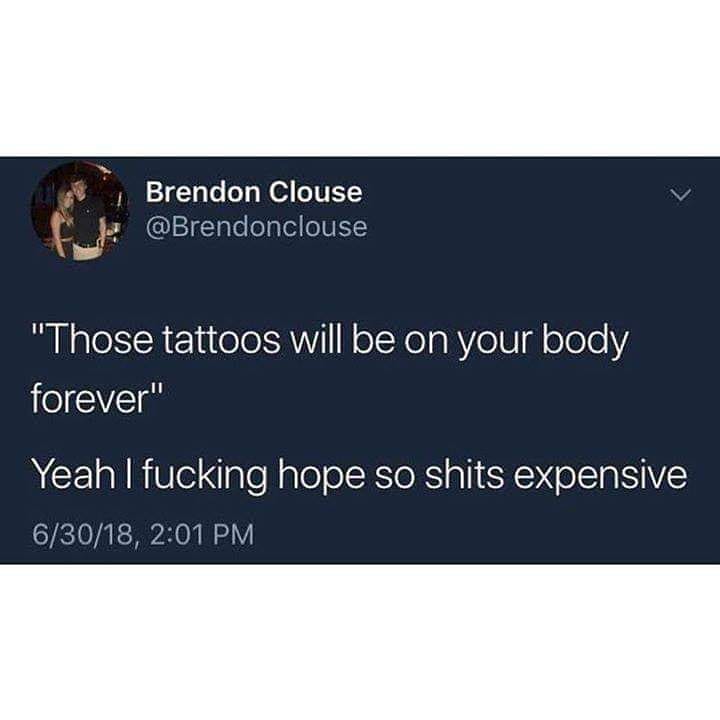 Brendon Clouse
@Brendonclouse
"Those tattoos will be on your body
forever"
Yeah I fucking hope so shits expensive
6/30/18, 2:01 PM